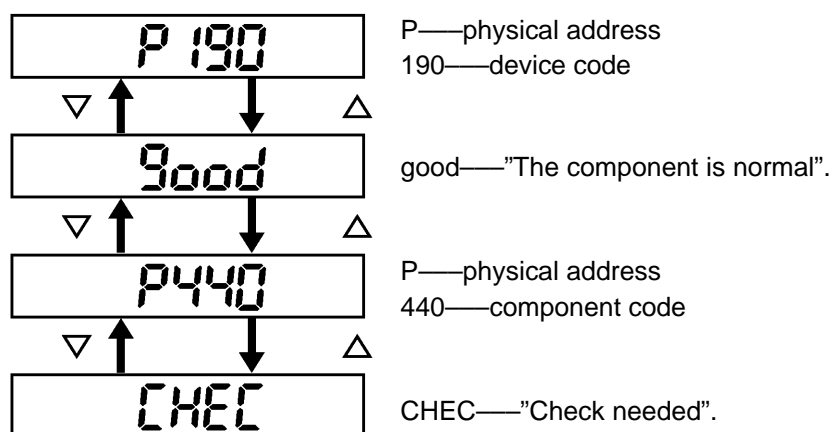 P190
P——physical address
190——device code
good
good——”The component is normal”.
P440
P——physical address
440——component code
CHEC
CHEC——”Check needed”.